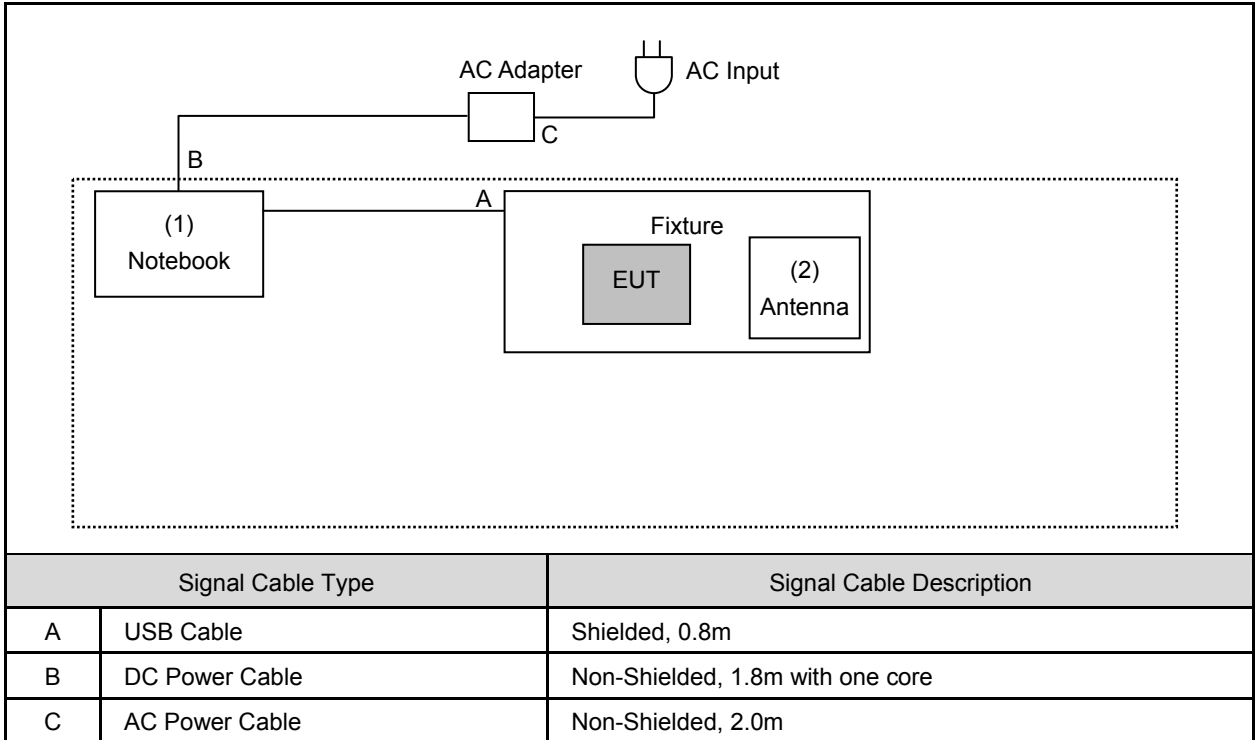 AC Adapter
AC Input
C
B
A
(1)
Notebook
Fixture
EUT
(2)
Antenna
Signal Cable Type Signal Cable Description
A USB Cable Shielded, 0.8m
B DC Power Cable Non-Shielded, 1.8m with one core
C AC Power Cable Non-Shielded, 2.0m